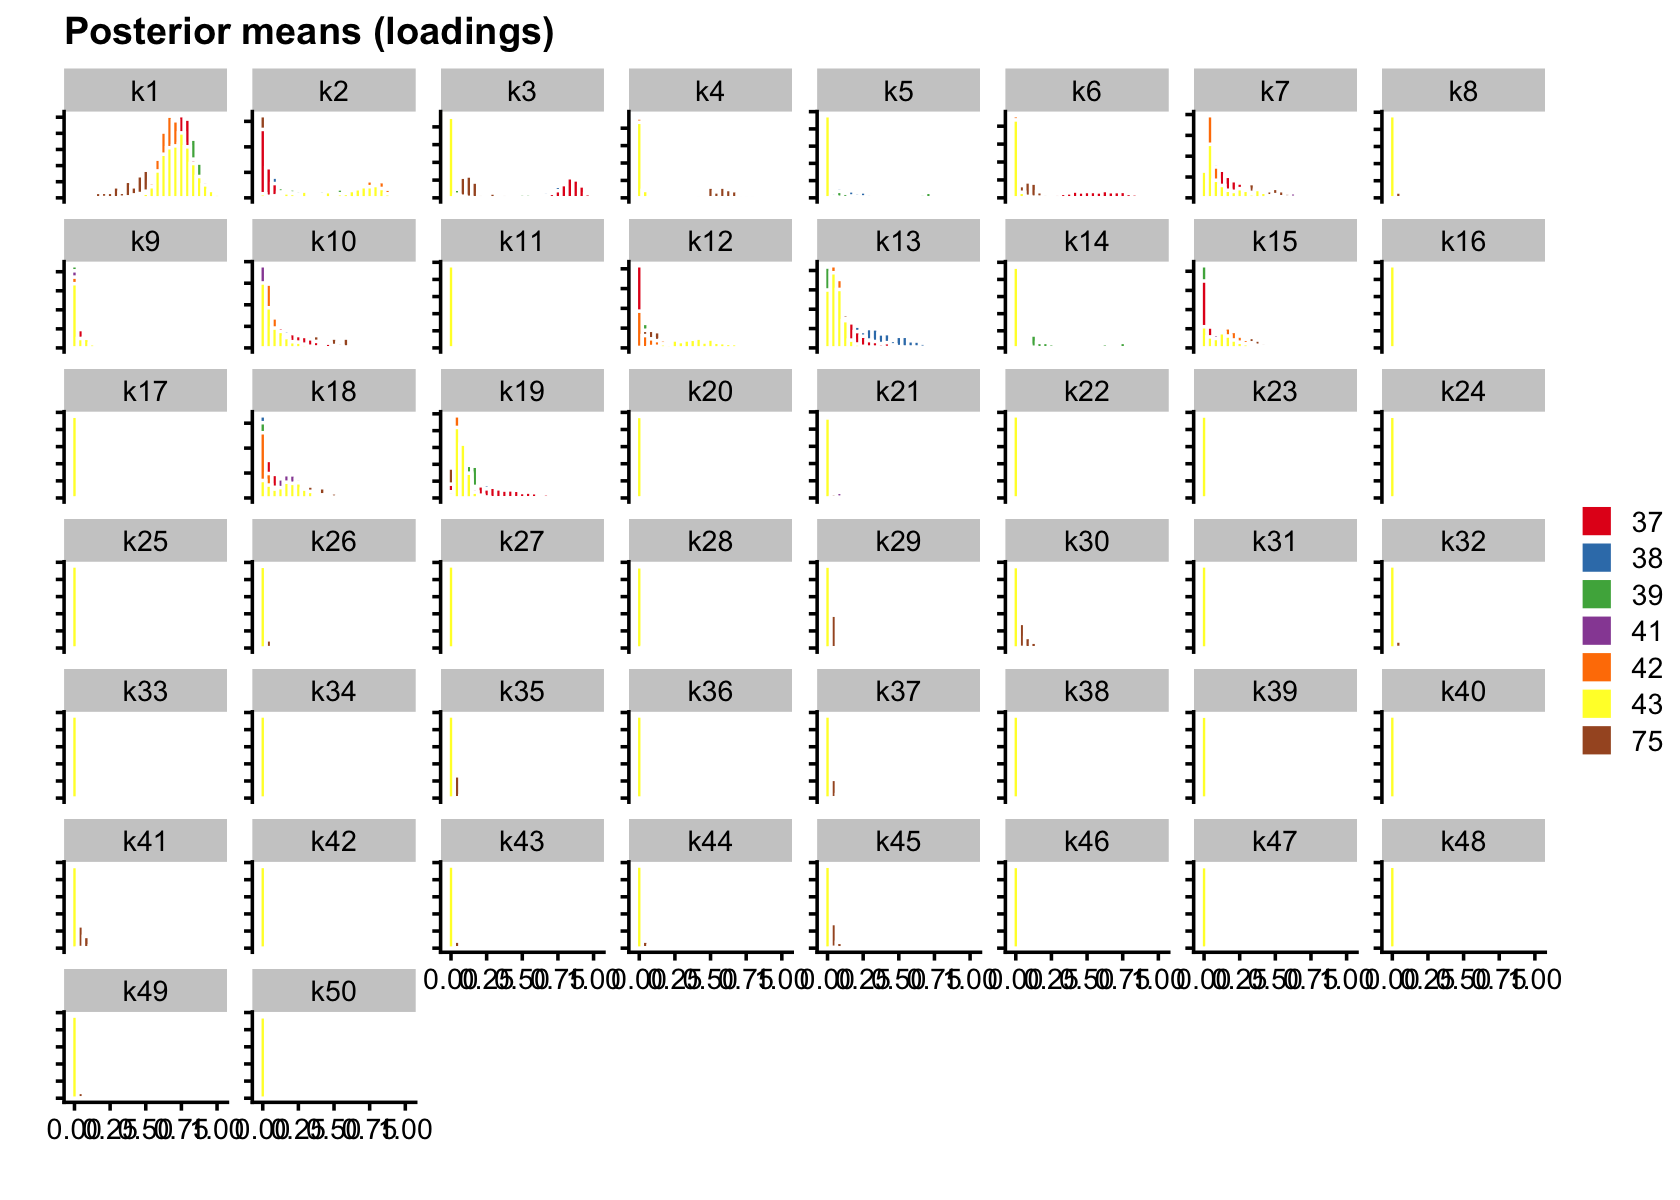 Posterior means (loadings)
k1 k2 k3 k4 k5 k6 k7 k8
k9 k10 k11 k12 k13 k14 k15 k16
k17 k18 k19 k20 k21 k22 k23 k24
k25 k26 k27 k28 k29 k30 k31 k32
37
38
39
41
42
43
75
k33 k34 k35 k36 k37 k38 k39 k40
k41 k42 k43 k44 k45 k46 k47 k48
0.00 0.25 0.50 0.75 1.00 0.00 0.25 0.50 0.75 1.00 0.00 0.25 0.50 0.75 1.00 0.00 0.25 0.50 0.75 1.00 0.00 0.25 0.50 0.75 1.00 0.00 0.25 0.50 0.75 1.00
k49 k50
0.00 0.25 0.50 0.75 1.00 0.00 0.25 0.50 0.75 1.00